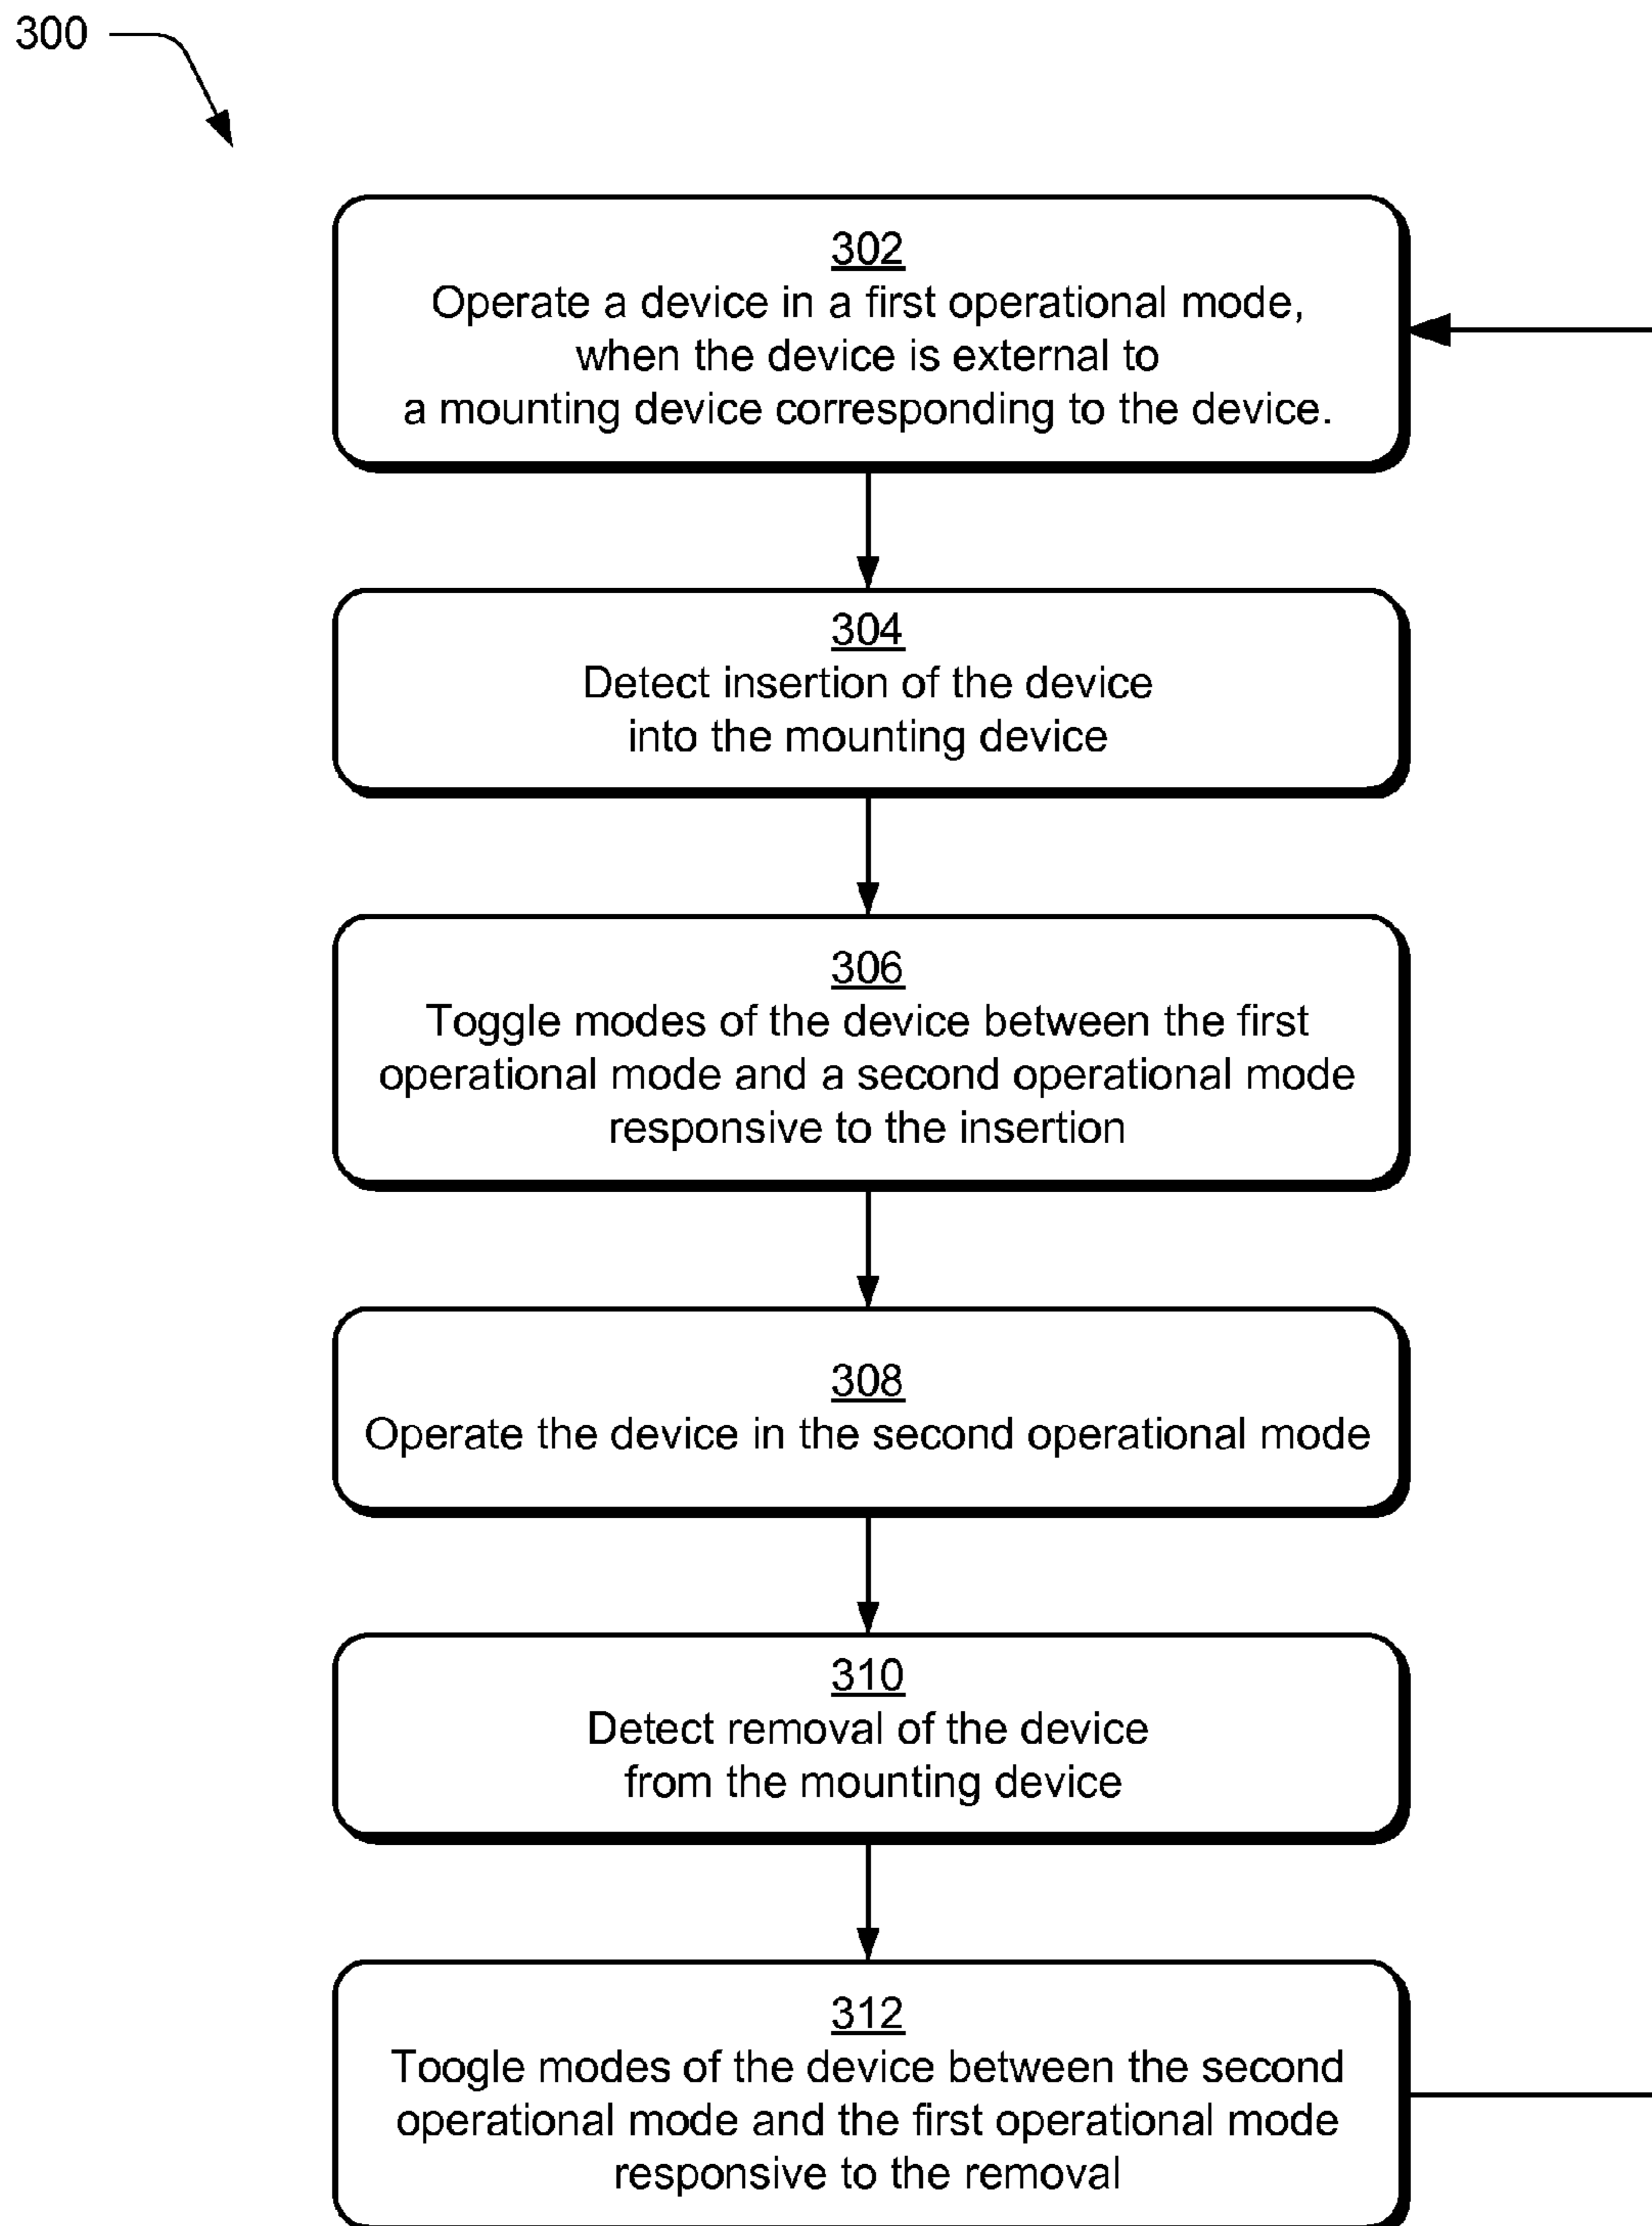 300
302
Operate a device in a first operational mode,
when the device is external to
a mounting device corresponding to the device.
304
Detect insertion of the device
into the mounting device
306
Toggle modes of the device between the first
operational mode and a second operational mode
responsive to the insertion
308
Operate the device in the second operational mode
310
Detect removal of the device
from the mounting device
312
Toogle modes of the device between the second
operational mode and the first operational mode
responsive to the removal